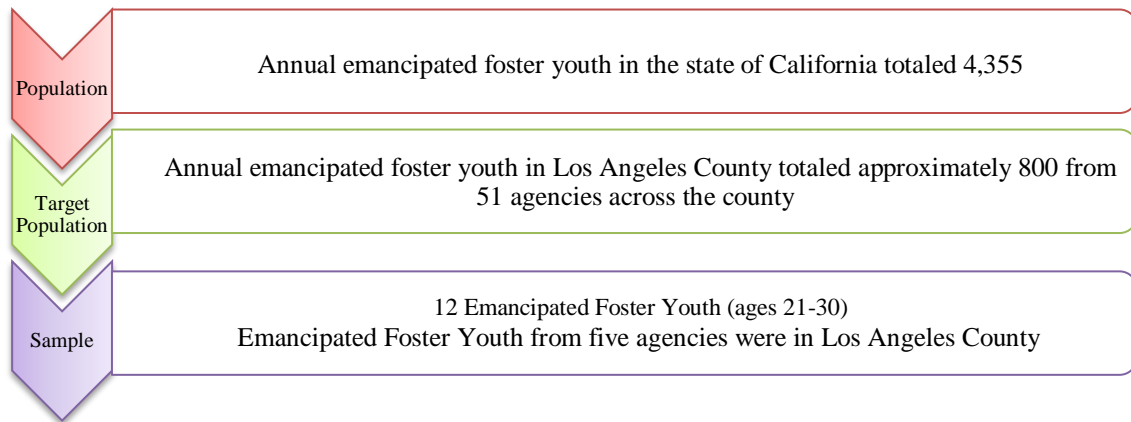 Population
Annual emancipated foster youth in the state of California totaled 4,355
Target
Population
Annual emancipated foster youth in Los Angeles County totaled approximately 800 from
51 agencies across the county
Sample
12 Emancipated Foster Youth (ages 21-30)
Emancipated Foster Youth from five agencies were in Los Angeles County